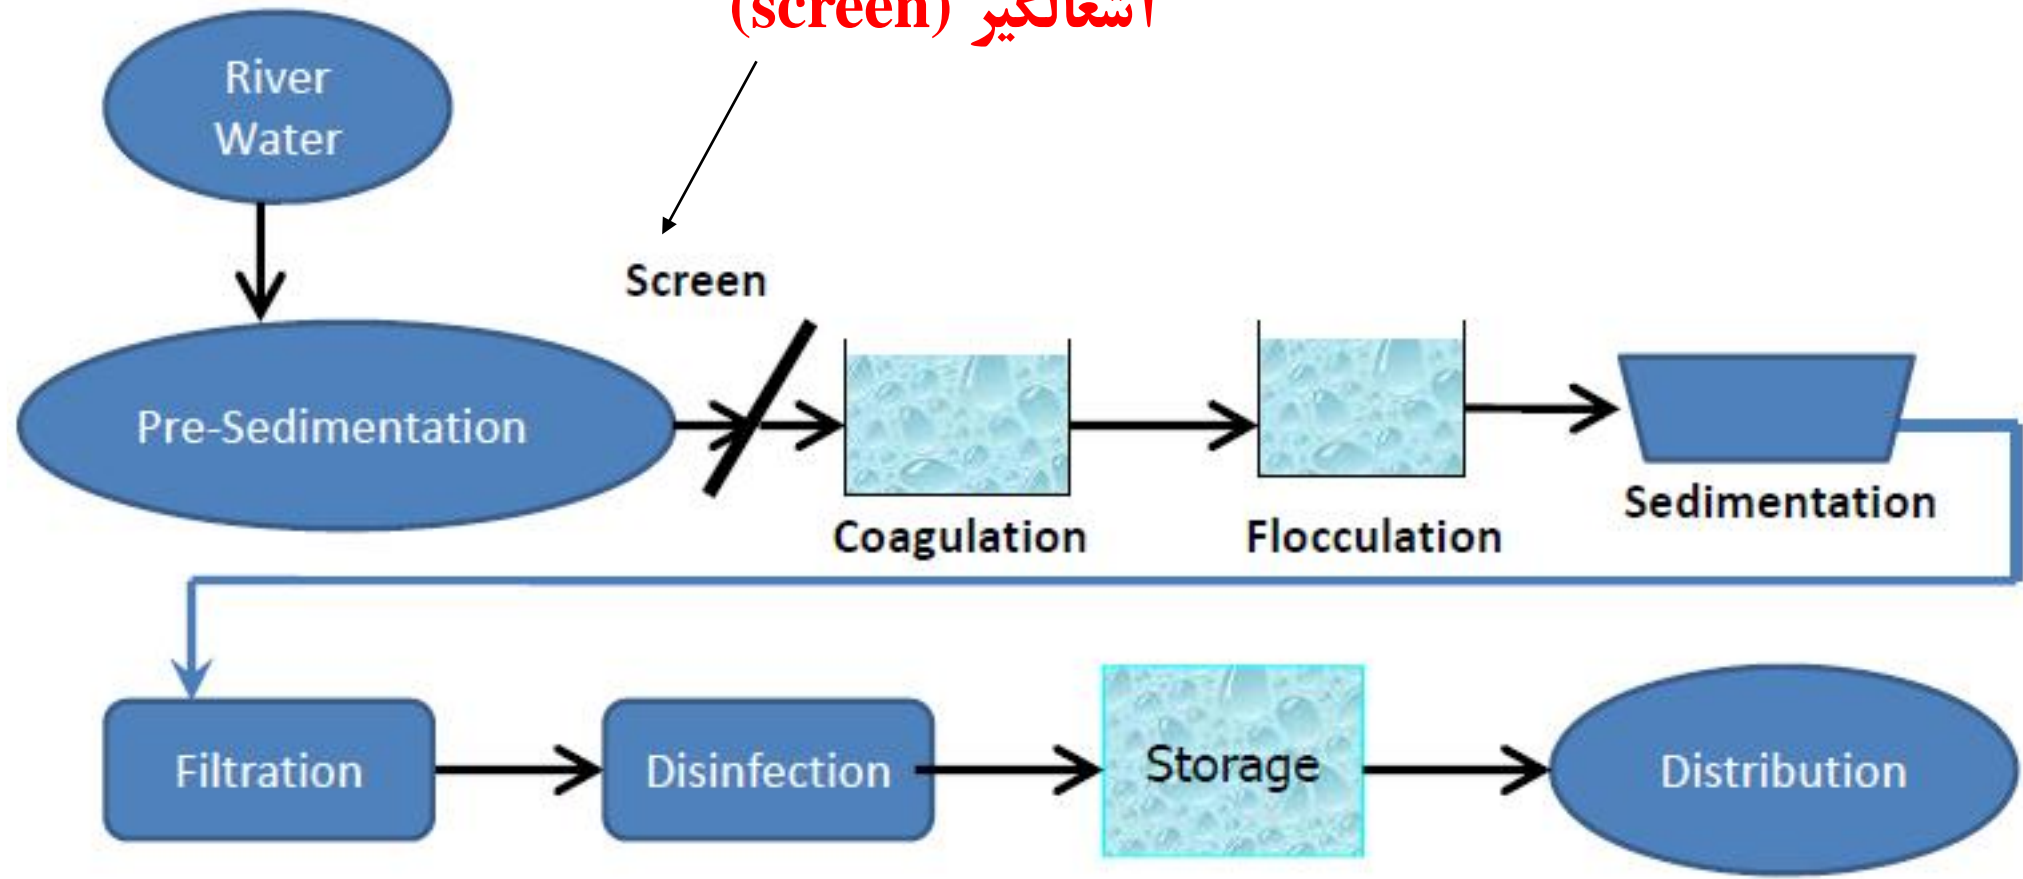 آشغالگیر (screen)
River
Water
Screen
Pre-Sedimentation
Coagulation
Flocculation
Sedimentation
Filtration
Disinfection
Storage
Distribution